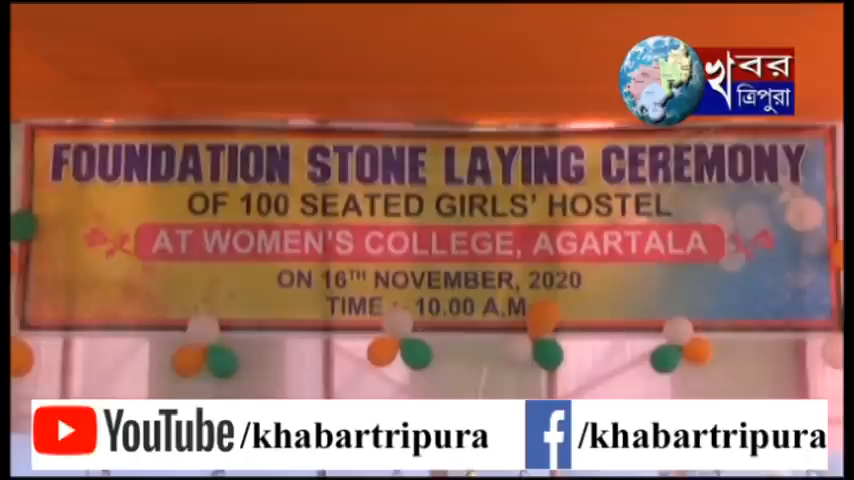 খবর
ত্রিপুরা
FOUNDATION STONE LAYING CEREMONY
OF 100 SEATED GIRLS' HOSTEL
AT WOMEN'S COLLEGE, AGARTALA
ON 16TH NOVEMBER, 2020
TIME :- 10.00 A.M
YouTube /khabartripura f /khabartripura